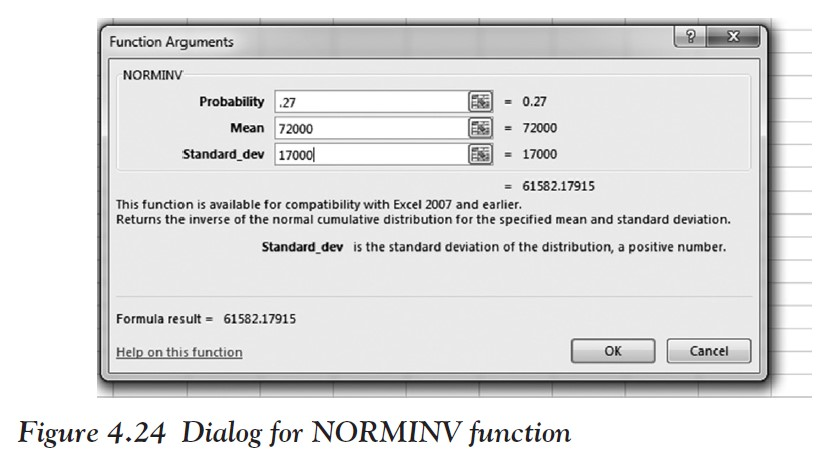 Function Arguments
? X
NORMINV
Probability .27 = 0.27
Mean 72000 = 72000
Standard_dev 17000 = 17000
= 61582.17915
This function is available for compatibility with Excel 2007 and earlier.
Returns the inverse of the normal cumulative distribution for the specified mean and standard deviation.
Standard_dev is the standard deviation of the distribution, a positive number.
Formula result = 61582.17915
Help on this function
OK Cancel
Figure 4.24 Dialog for NORMINV function